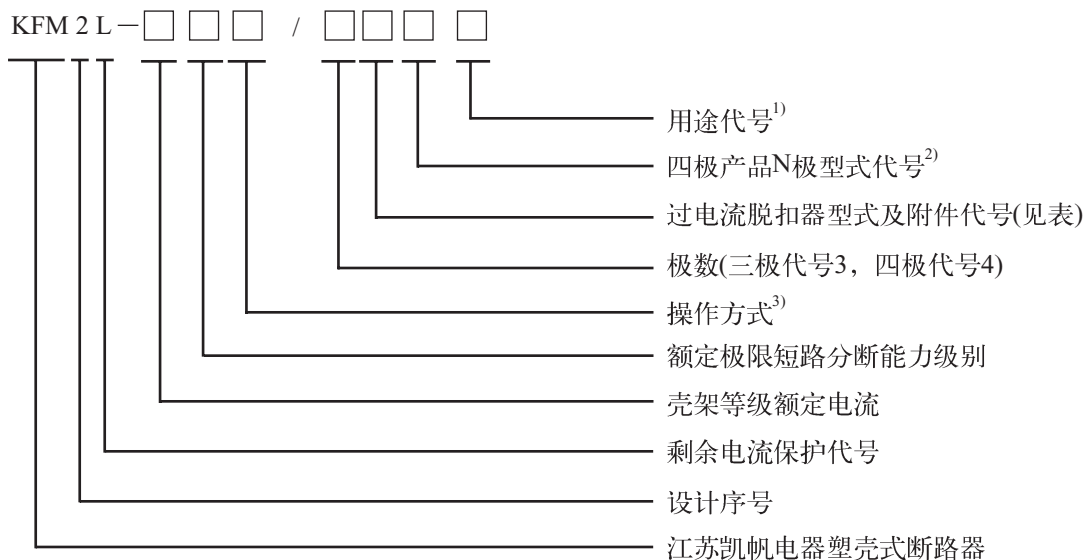 KFM 2 L—□ □ □ / □ □ □ □
用途代号1)
四极产品N极型式代号2)
过电流脱扣器型式及附件代号(见表)
极数(三极代号3，四极代号4)
操作方式3)
额定极限短路分断能力级别
壳架等级额定电流
剩余电流保护代号
设计序号
江苏凯帆电器塑壳式断路器